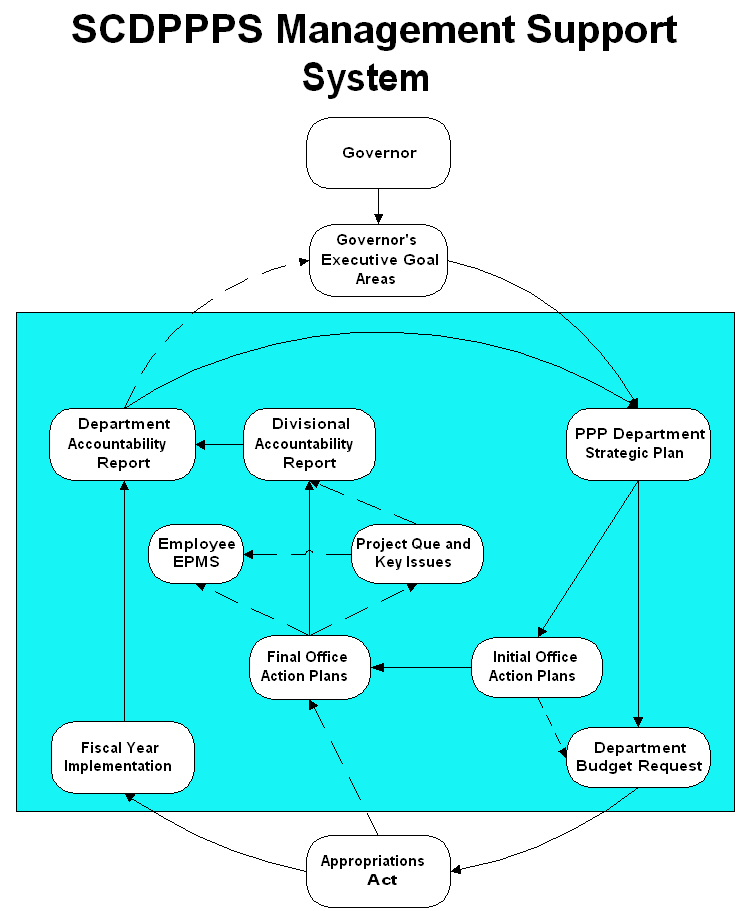 SCDPPPS Management Support
System
Governor
Governor's
Executive Goal
Areas
Department
Accountability
Report
Divisional
Accountability
Report
PPP Department
Strategic Plan
Employee
EPMS
Project Que and
Key Issues
Final Office
Action Plans
Initial Office
Action Plans
Fiscal Year
Implementation
Department
Budget Request
Appropriations
Act